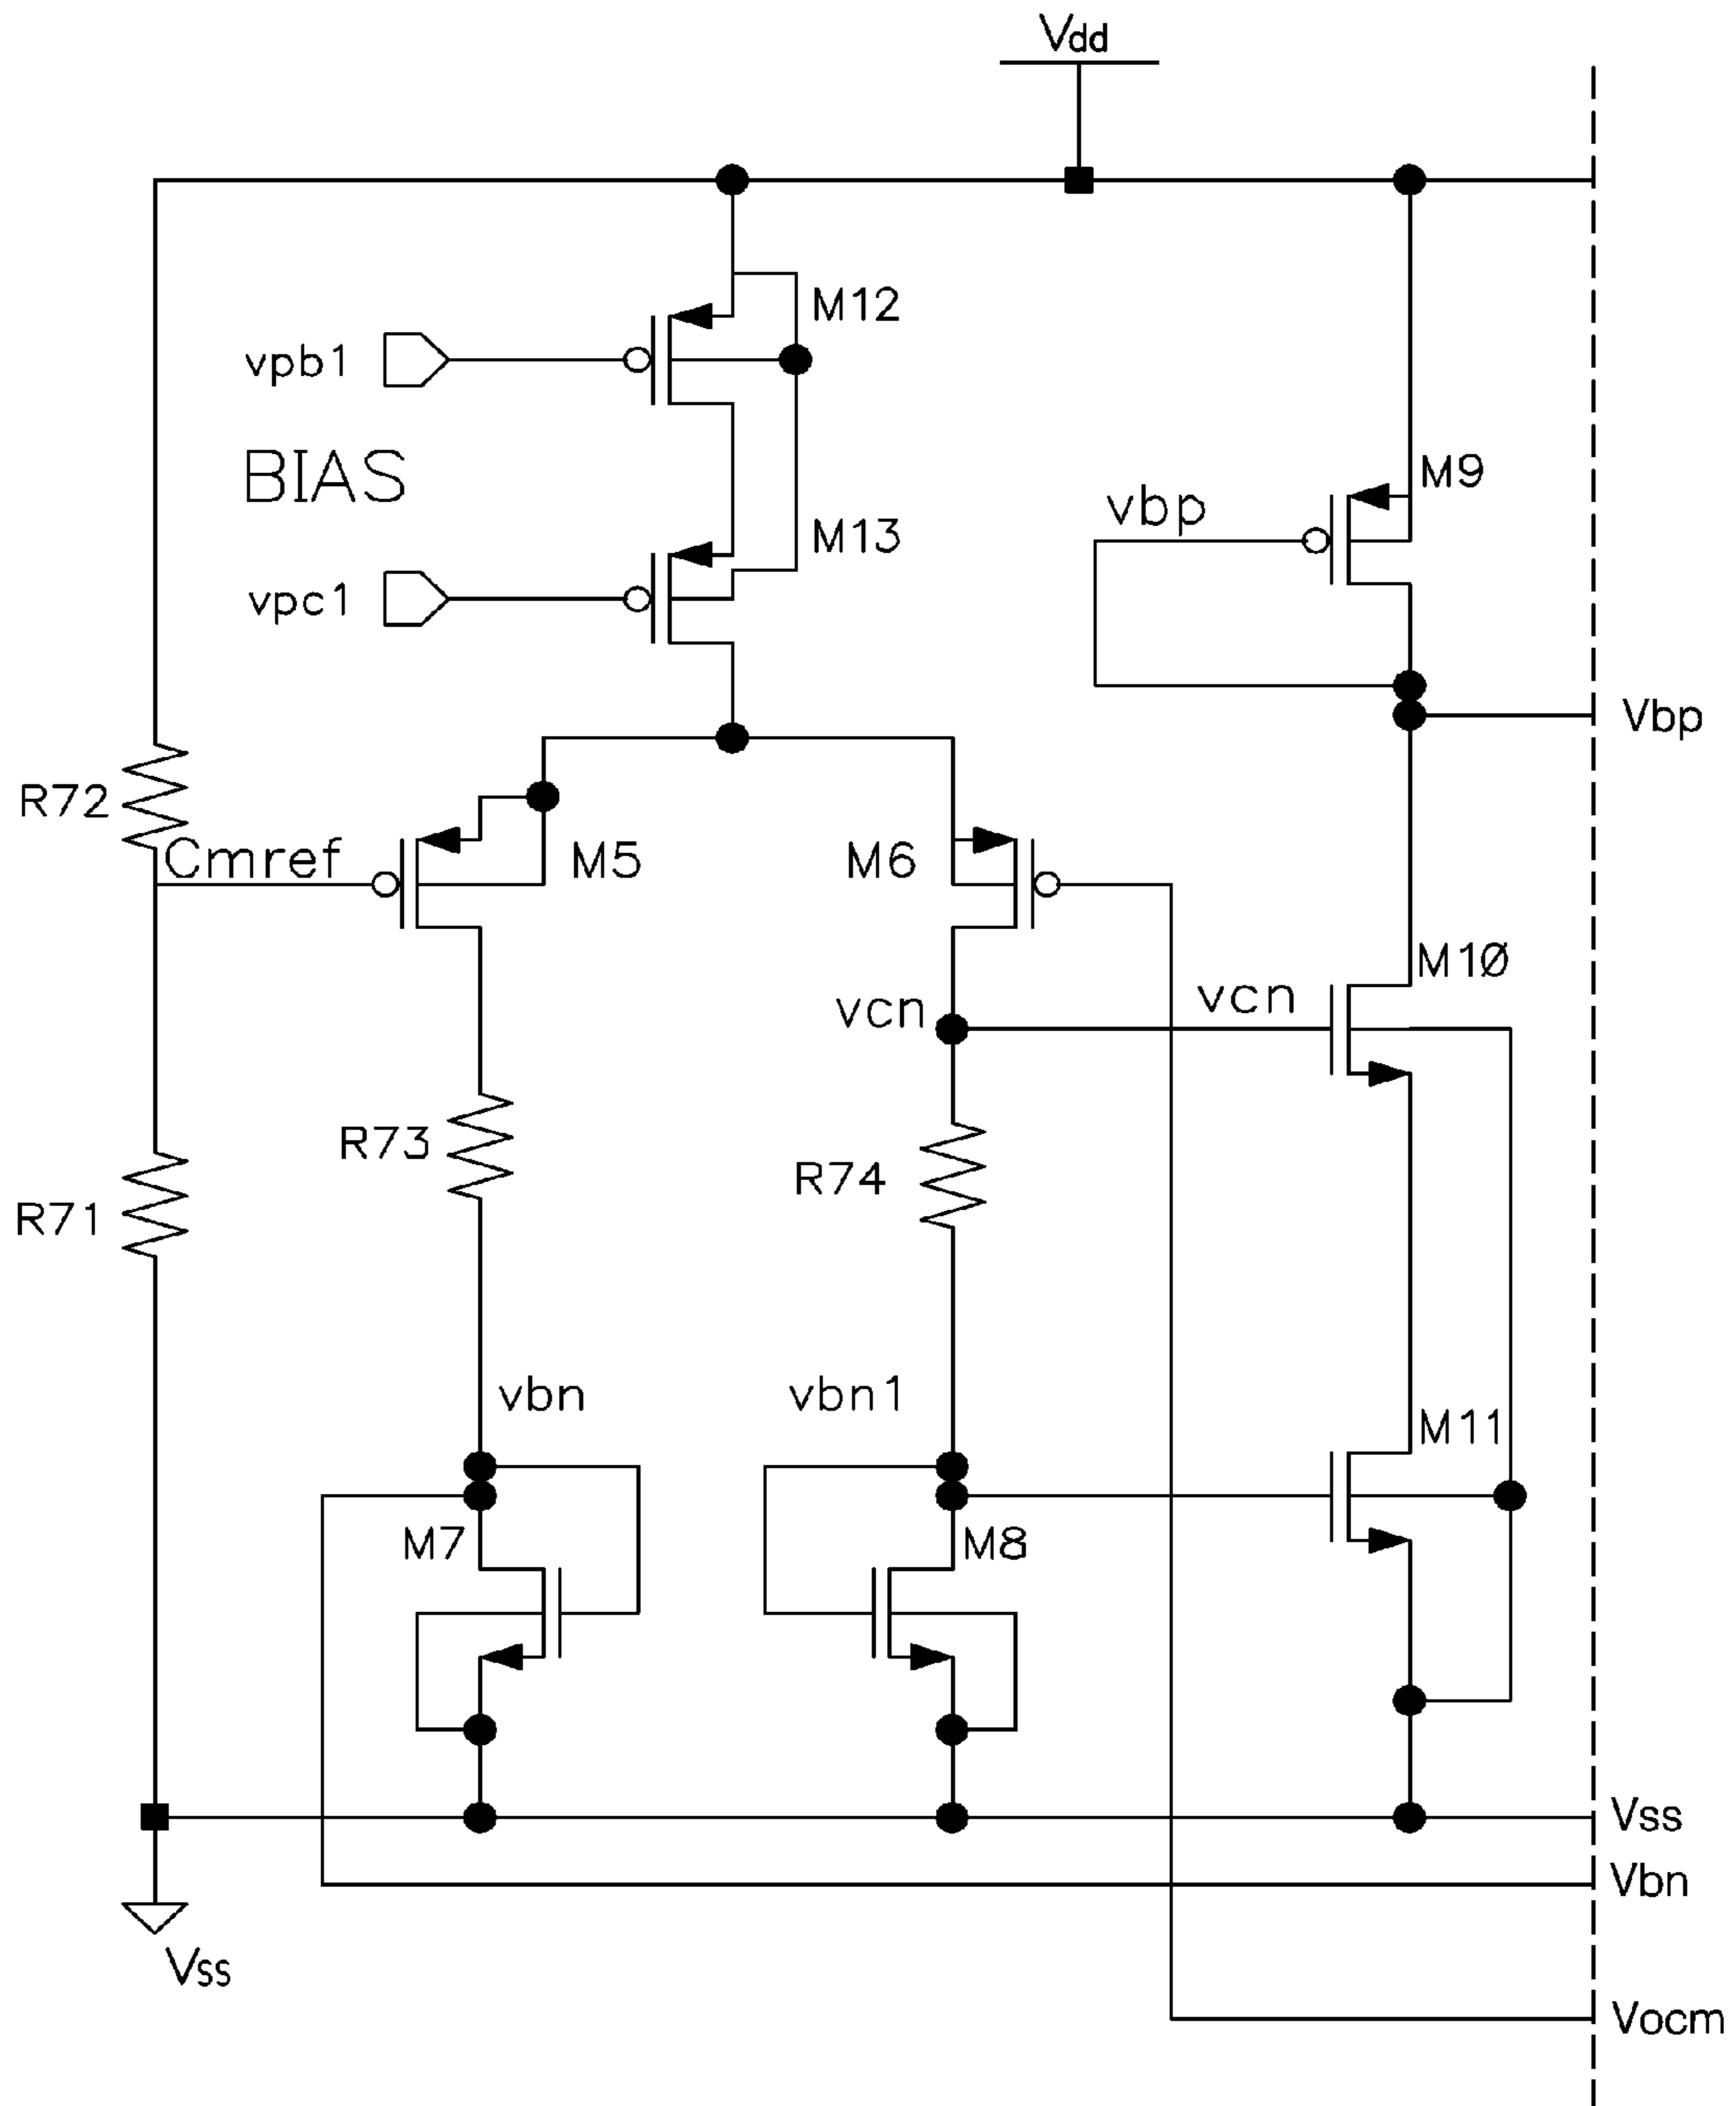 Vdd
M12
vpb1
BIAS
M9
vbp
M13
vpc1
Vbp
R72
Cmref
M5
M6
M10
vcn
vcn
R73
R74
R71
vbn
vbn1
M11
M7
M8
Vss
Vbn
Vss
Vocm